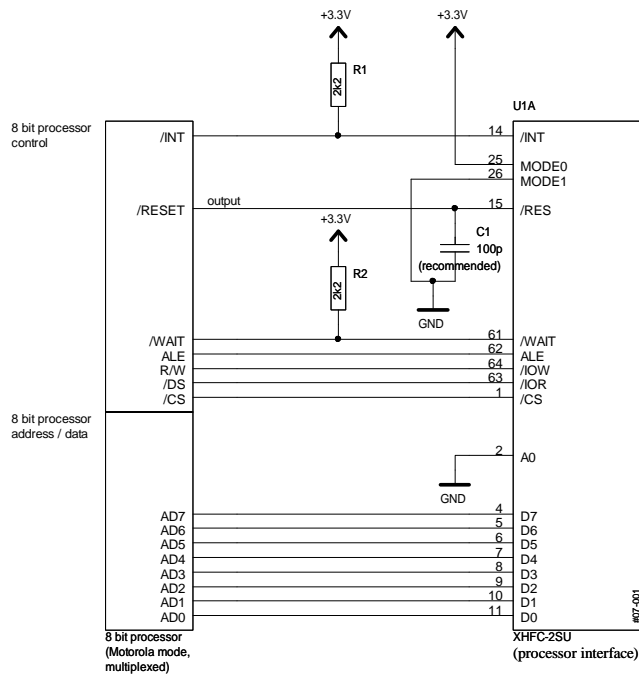 +3.3V
+3.3V
R1
2k2
U1A
8 bit processor
control
/INT
14
/INT
25
MODE0
26
MODE1
/RESET
output
15
/RES
+3.3V
C1
100p
(recommended)
R2
2k2
GND
/WAIT
61
/WAIT
ALE
62
ALE
R/W
64
/IOW
/DS
63
/IOR
/CS
1
/CS
8 bit processor
address / data
2
A0
GND
AD7
4
D7
AD6
5
D6
AD5
6
D5
AD4
7
D4
AD3
8
D3
AD2
9
D2
AD1
10
D1
AD0
11
D0
#07-001
8 bit processor
(Motorola mode,
multiplexed)
XHFC-2SU
(processor interface)